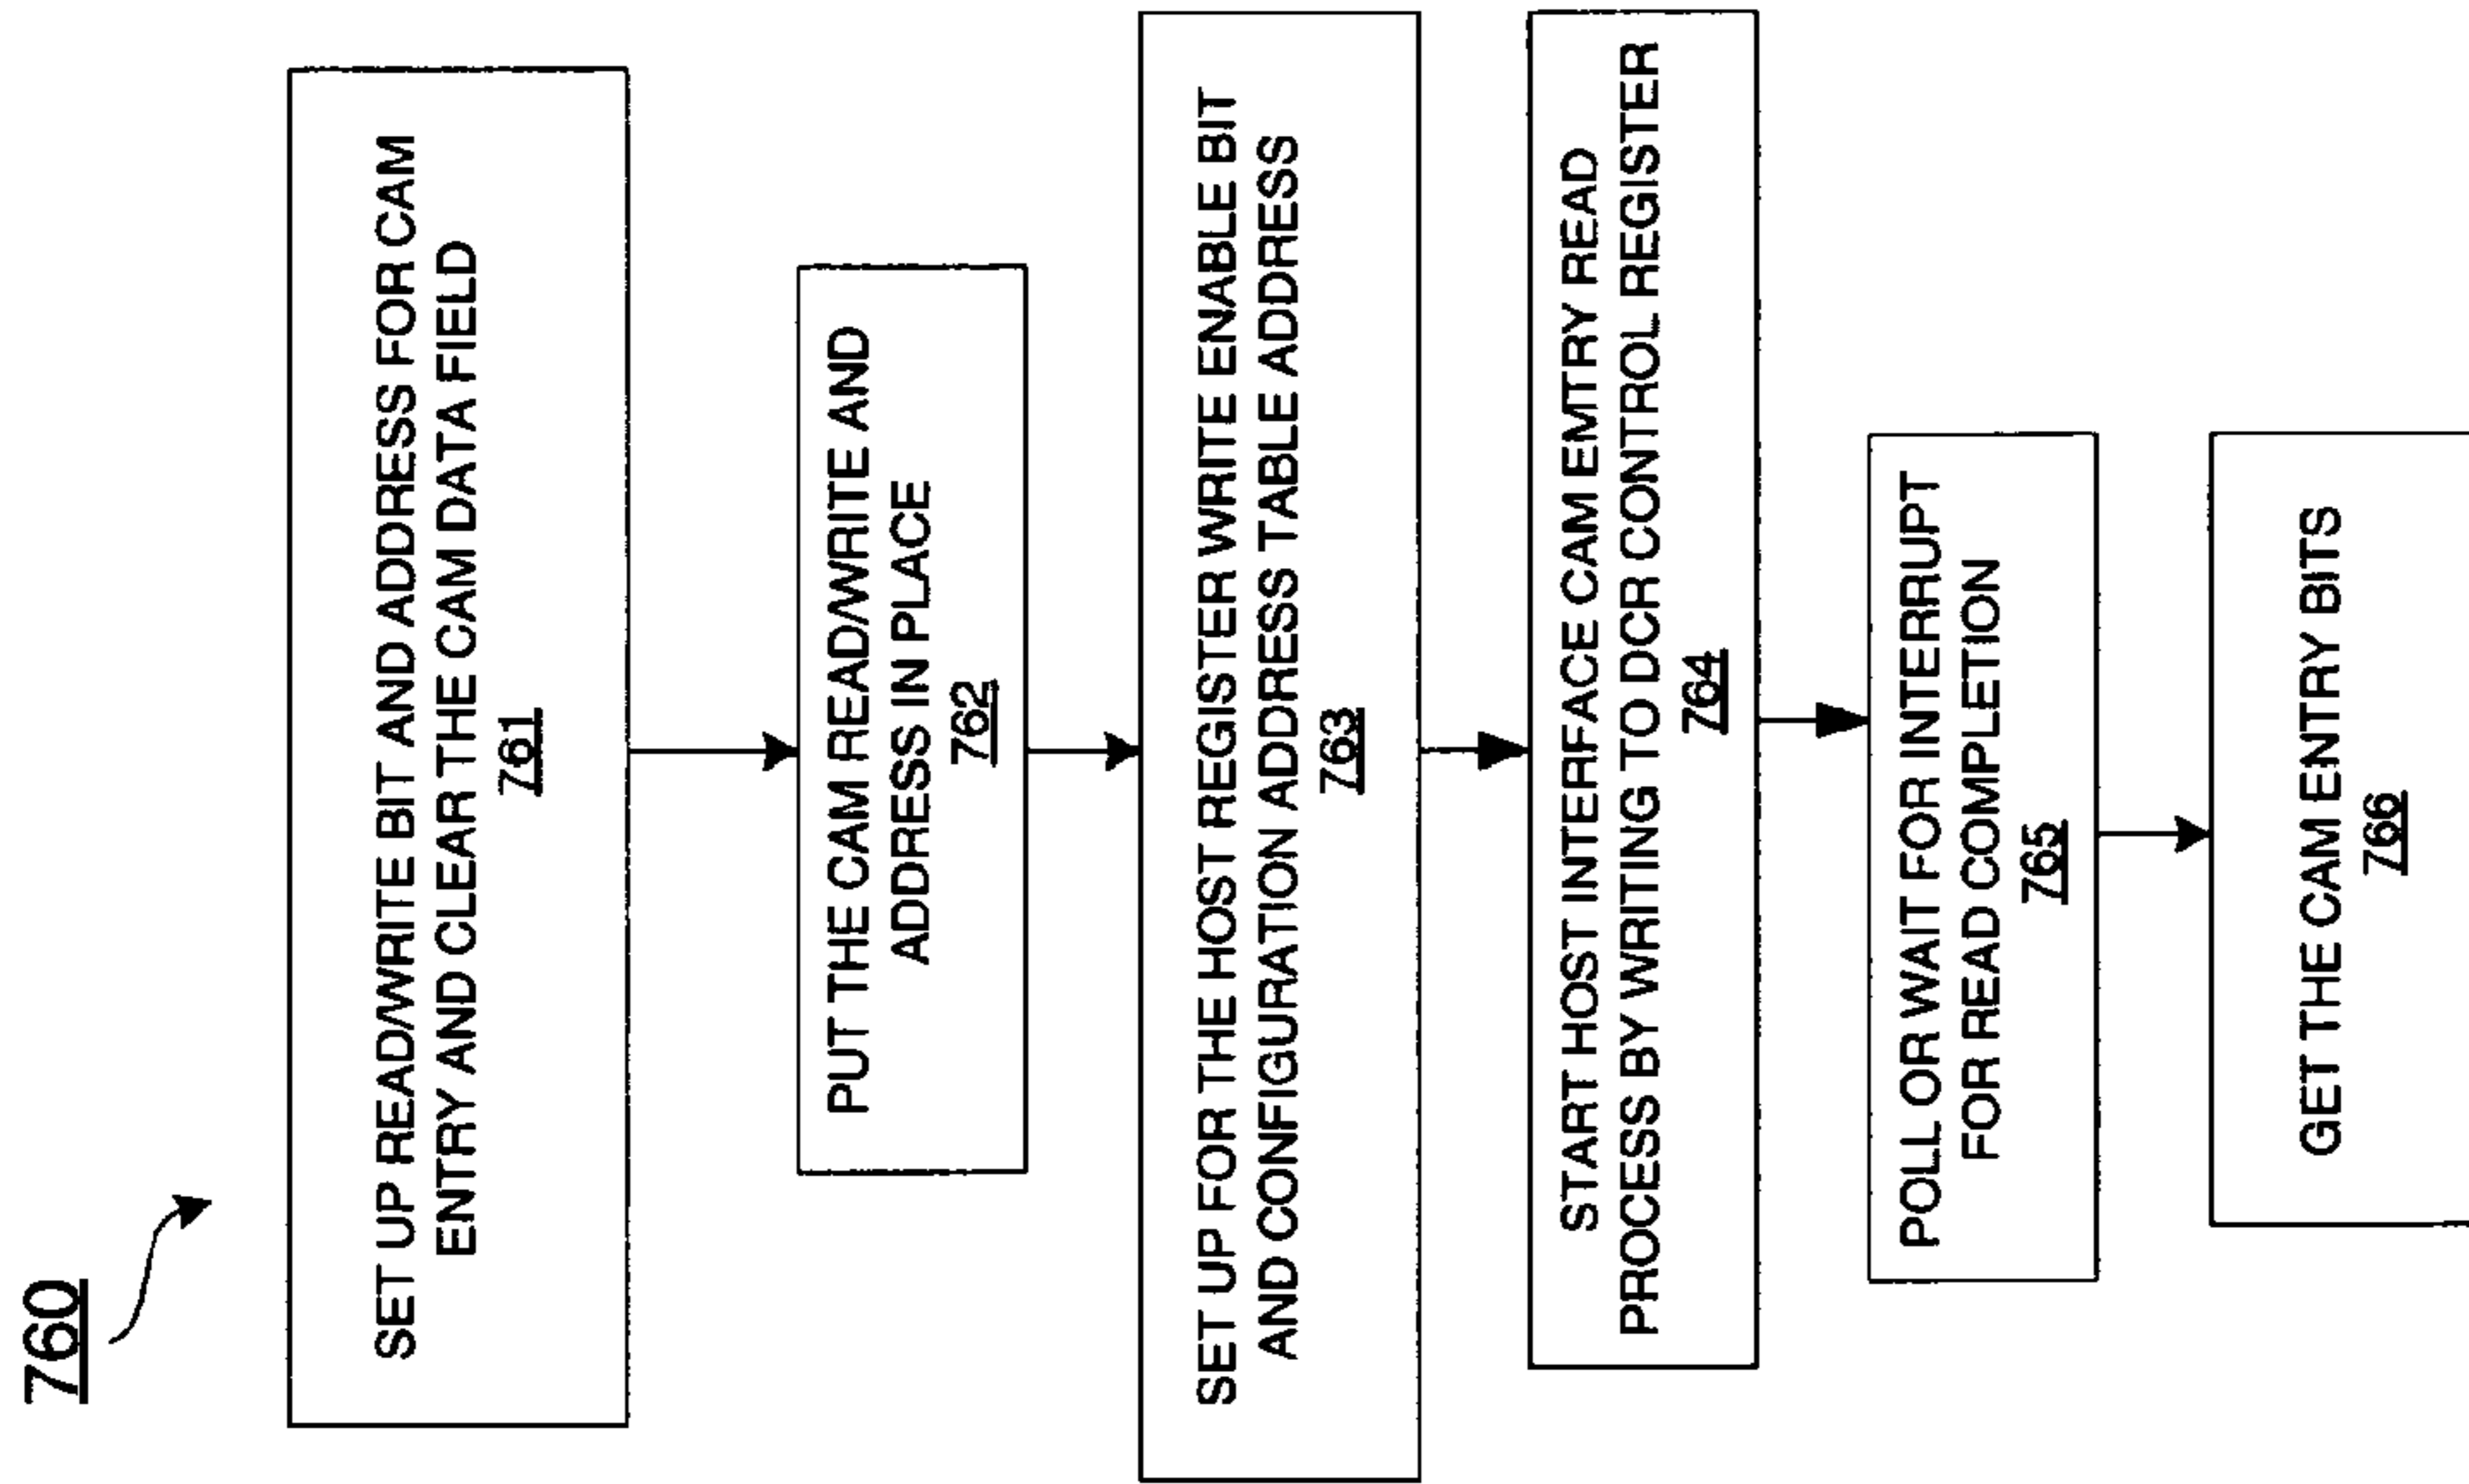 760
SET UP READ/WRITE BIT AND ADDRESS FOR CAM
ENTRY AND CLEAR THE CAM DATA FIELD
761
PUT THE CAM READ/WRITE AND
ADDRESS IN PLACE
762
SET UP FOR THE HOST REGISTER WRITE ENABLE BIT
AND CONFIGURATION ADDRESS TABLE ADDRESS
763
START HOST INTERFACE CAM EMTRY READ
PROCESS BY WRITING TO DCR CONTROL REGISTER
764
POLL OR WAIT FOR INTERRUPT
FOR READ COMPLETION
765
GET THE CAM ENTRY BITS
766